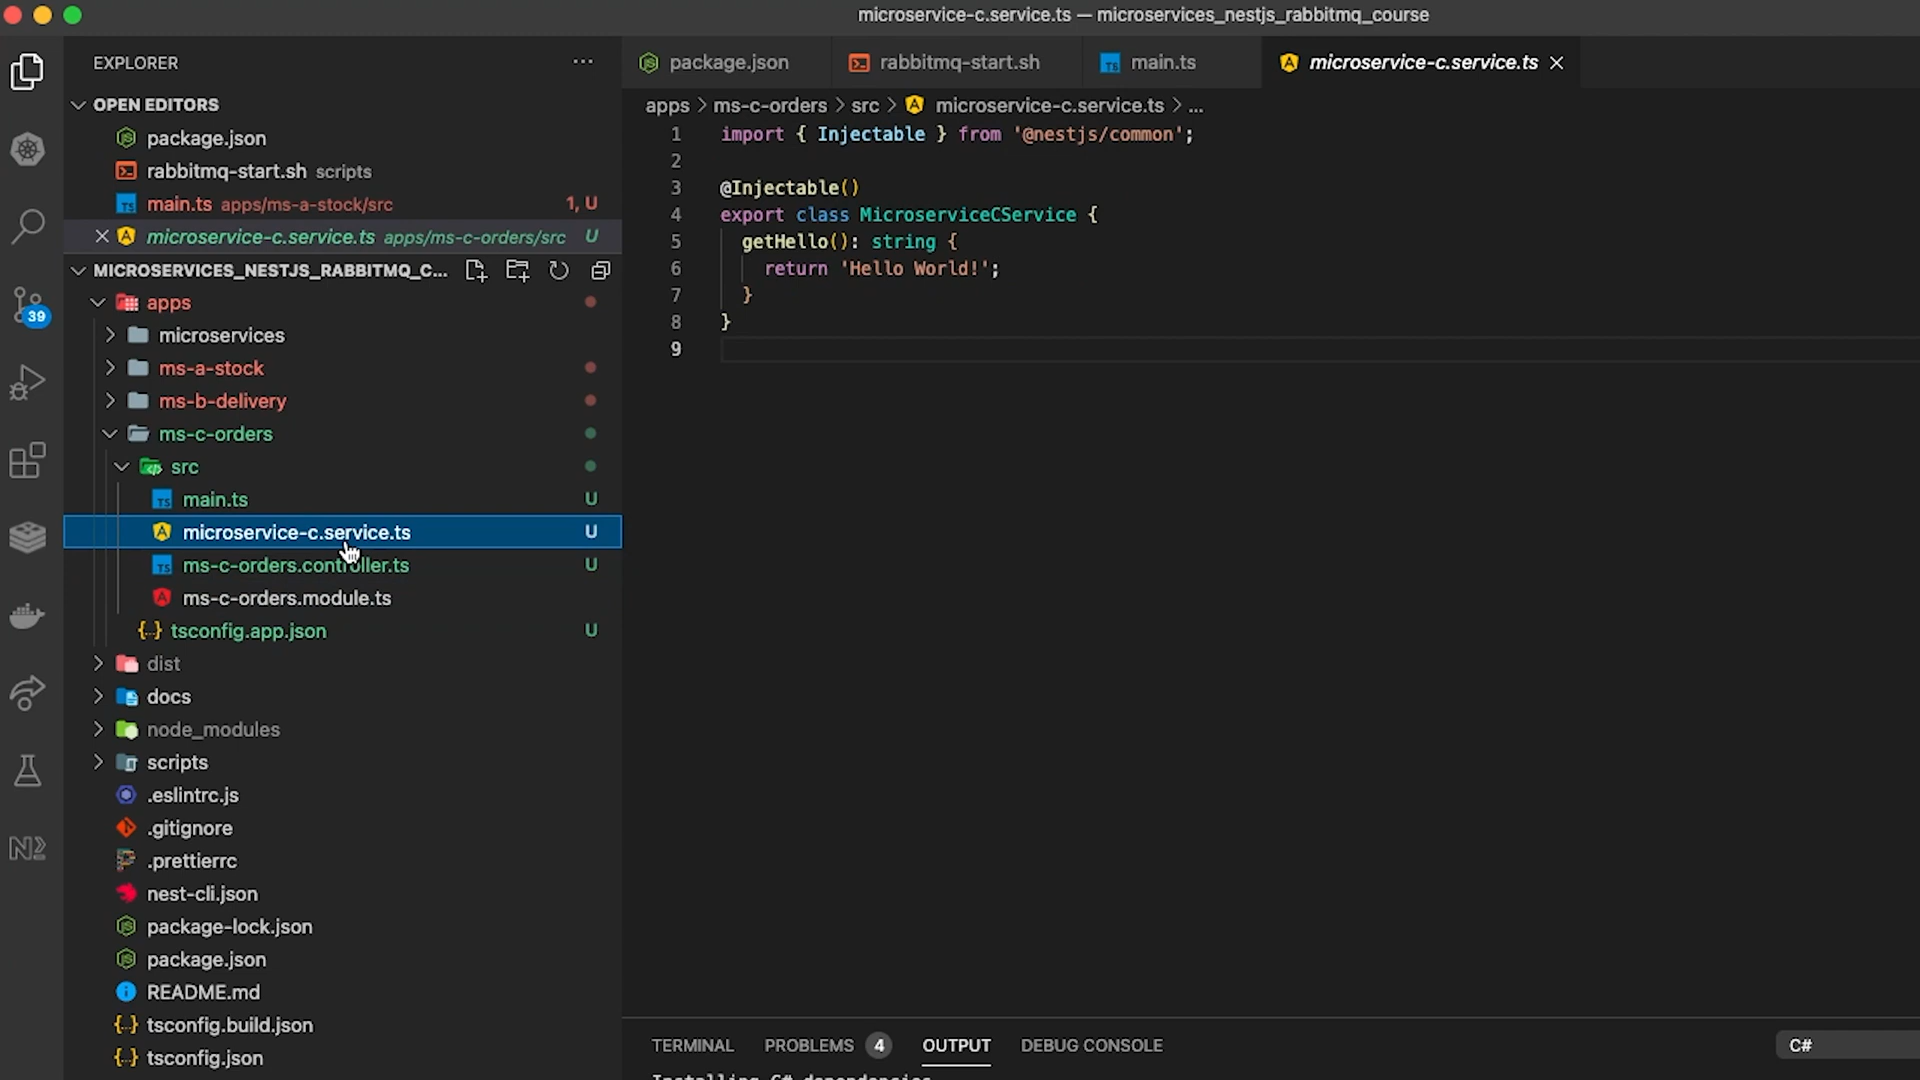 microservice-c.service.ts — microservices_nestjs_rabbitmq_course
EXPLORER
OPEN EDITORS
package.json
rabbitmq-start.sh scripts
main.ts apps/ms-a-stock/src 1, U
microservice-c.service.ts apps/ms-c-orders/src U
MICROSERVICES_NESTJS_RABBITMQ_C...
apps
microservices
ms-a-stock
ms-b-delivery
ms-c-orders
src
main.ts U
microservice-c.service.ts U
ms-c-orders.controller.ts U
ms-c-orders.module.ts
tsconfig.app.json U
dist
docs
node_modules
scripts
.eslintrc.js
.gitignore
.prettierrc
nest-cli.json
package-lock.json
package.json
README.md
tsconfig.build.json
tsconfig.json
39
package.json
rabbitmq-start.sh
main.ts
microservice-c.service.ts
apps > ms-c-orders > src > microservice-c.service.ts > ...
1 import { Injectable } from '@nestjs/common';
2
3 @Injectable()
4 export class MicroserviceCService {
5 getHello(): string {
6 return 'Hello World!';
7 }
8 }
9
TERMINAL PROBLEMS 4 OUTPUT DEBUG CONSOLE
C#
Installing C# dependencies